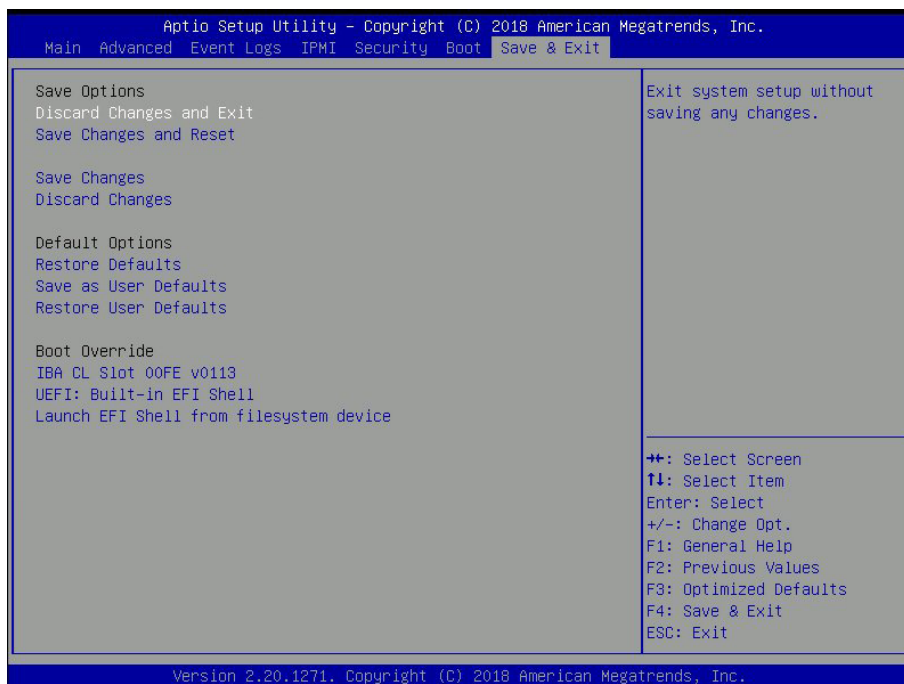 Aptio Setup Utility – Copyright (C) 2018 American Megatrends, Inc.
Main Advanced Event Logs IPMI Security Boot Save & Exit
Save Options
Discard Changes and Exit
Save Changes and Reset
Save Changes
Discard Changes
Default Options
Restore Defaults
Save as User Defaults
Restore User Defaults
Boot Override
IBA CL Slot 00FE v0113
UEFI: Built-in EFI Shell
Launch EFI Shell from filesystem device
Exit system setup without
saving any changes.
→←: Select Screen
↑↓: Select Item
Enter: Select
+/-: Change Opt.
F1: General Help
F2: Previous Values
F3: Optimized Defaults
F4: Save & Exit
ESC: Exit
Version 2.20.1271. Copyright (C) 2018 American Megatrends, Inc.